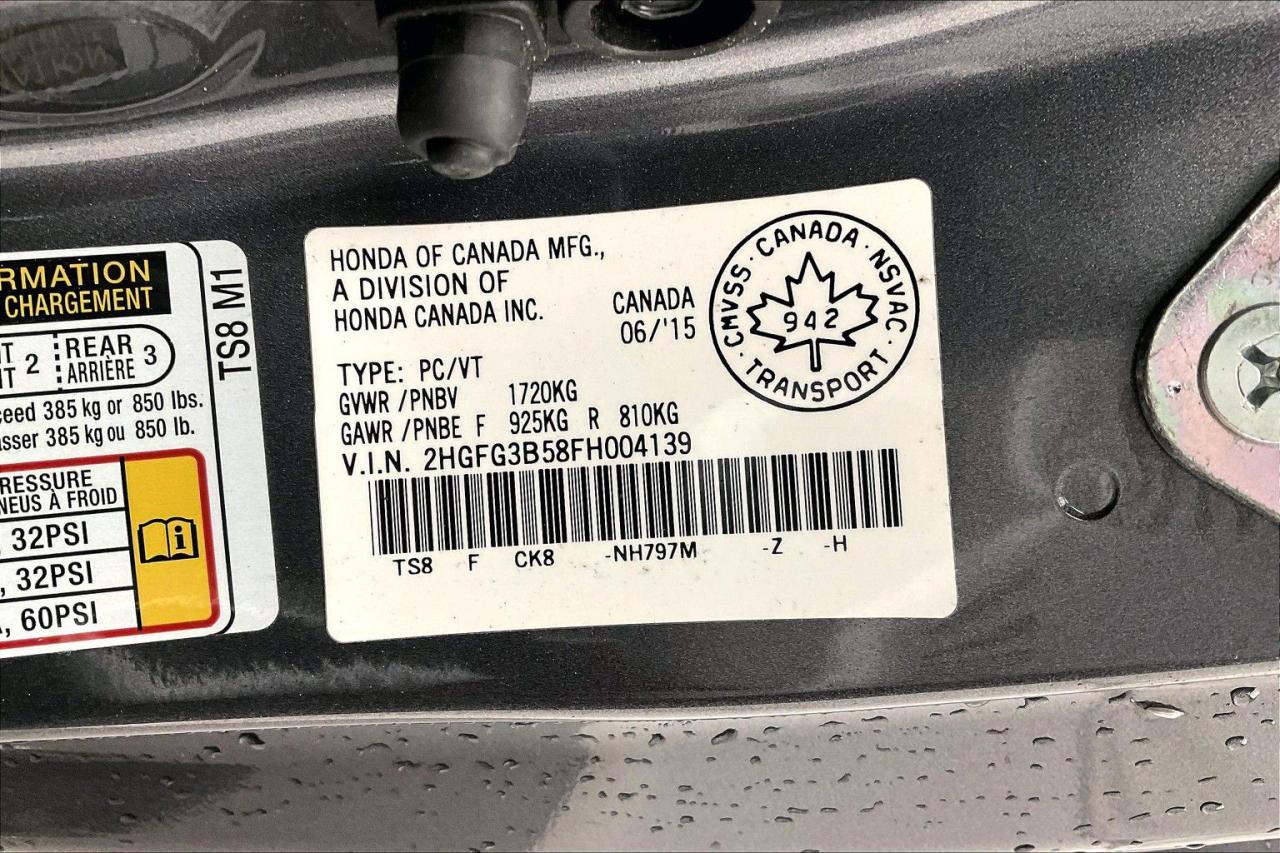 RMATION
CHARGEMENT
REAR 3
2 ARRIÈRE
ceed 385 kg or 850 lbs.
asser 385 kg ou 850 lb.
RESSURE
NEUS À FROID
32PSI
, 32PSI
, 60PSI
TS8 M1
HONDA OF CANADA MFG.,
A DIVISION OF
HONDA CANADA INC.
CANADA
06/'15
CMVSS · CANADA · NSVAC · TRANSPORT ·
942
TYPE: PC/VT
GVWR /PNBV 1720KG
GAWR /PNBE F 925KG R 810KG
V.I.N. 2HGFG3B58FH004139
TS8 F CK8 -NH797M -Z -H